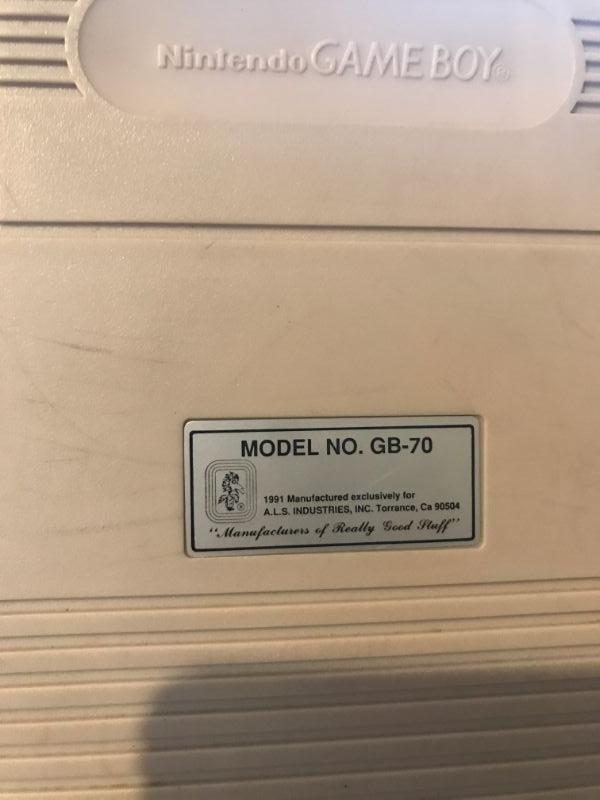 Nintendo GAME BOY®
MODEL NO. GB-70
1991 Manufactured exclusively for
A.L.S. INDUSTRIES, INC. Torrance, Ca 90504
“Manufacturers of Really Good Stuff”